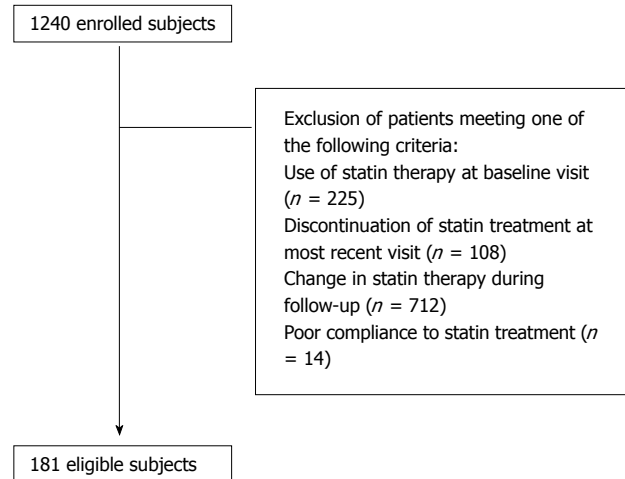 1240 enrolled subjects
Exclusion of patients meeting one of
the following criteria:
Use of statin therapy at baseline visit
(n = 225)
Discontinuation of statin treatment at
most recent visit (n = 108)
Change in statin therapy during
follow-up (n = 712)
Poor compliance to statin treatment (n
= 14)
181 eligible subjects